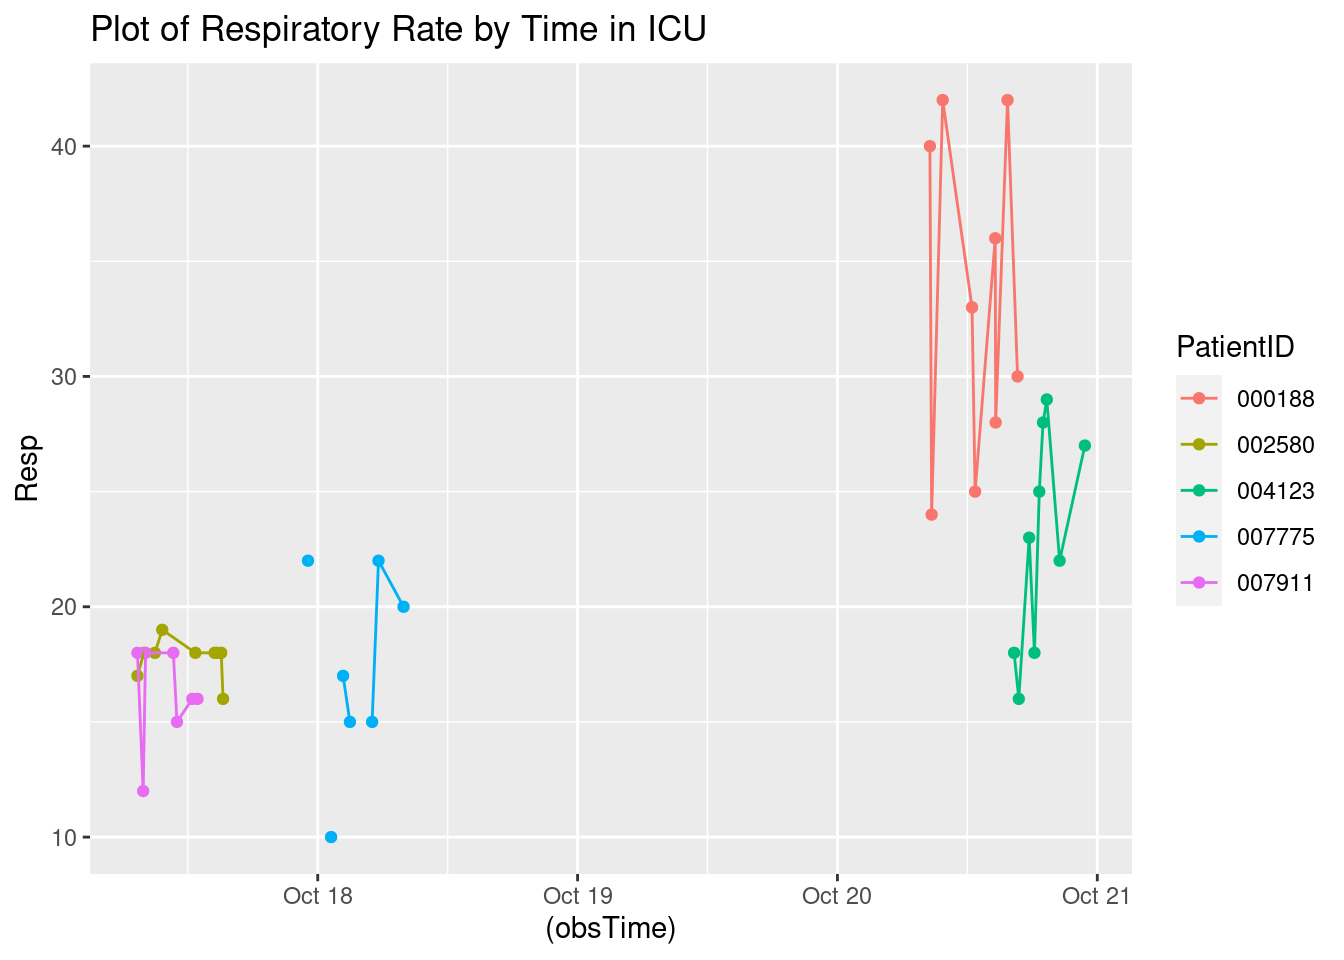 Plot of Respiratory Rate by Time in ICU
Resp
40
30
20
10
Oct 18
Oct 19
Oct 20
Oct 21
(obsTime)
PatientID
000188
002580
004123
007775
007911